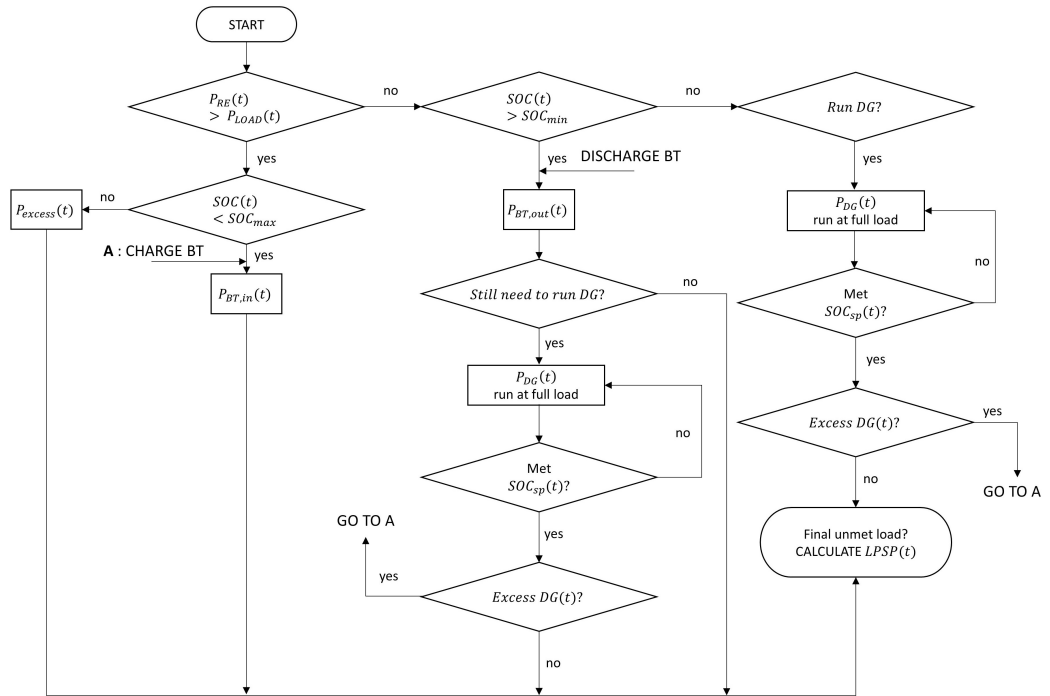 START
P_RE(t)
> P_LOAD(t)
no
SOC(t)
> SOC_min
no
Run DG?
yes
yes
DISCHARGE BT
yes
no
SOC(t)
< SOC_max
P_excess(t)
A : CHARGE BT
yes
P_BT,in(t)
P_BT,out(t)
P_DG(t)
run at full load
no
Still need to run DG?
no
Met
SOC_sp(t)?
yes
yes
P_DG(t)
run at full load
no
Excess DG(t)?
yes
GO TO A
Met
SOC_sp(t)?
no
GO TO A
yes
Final unmet load?
CALCULATE LPSP(t)
yes
Excess DG(t)?
no